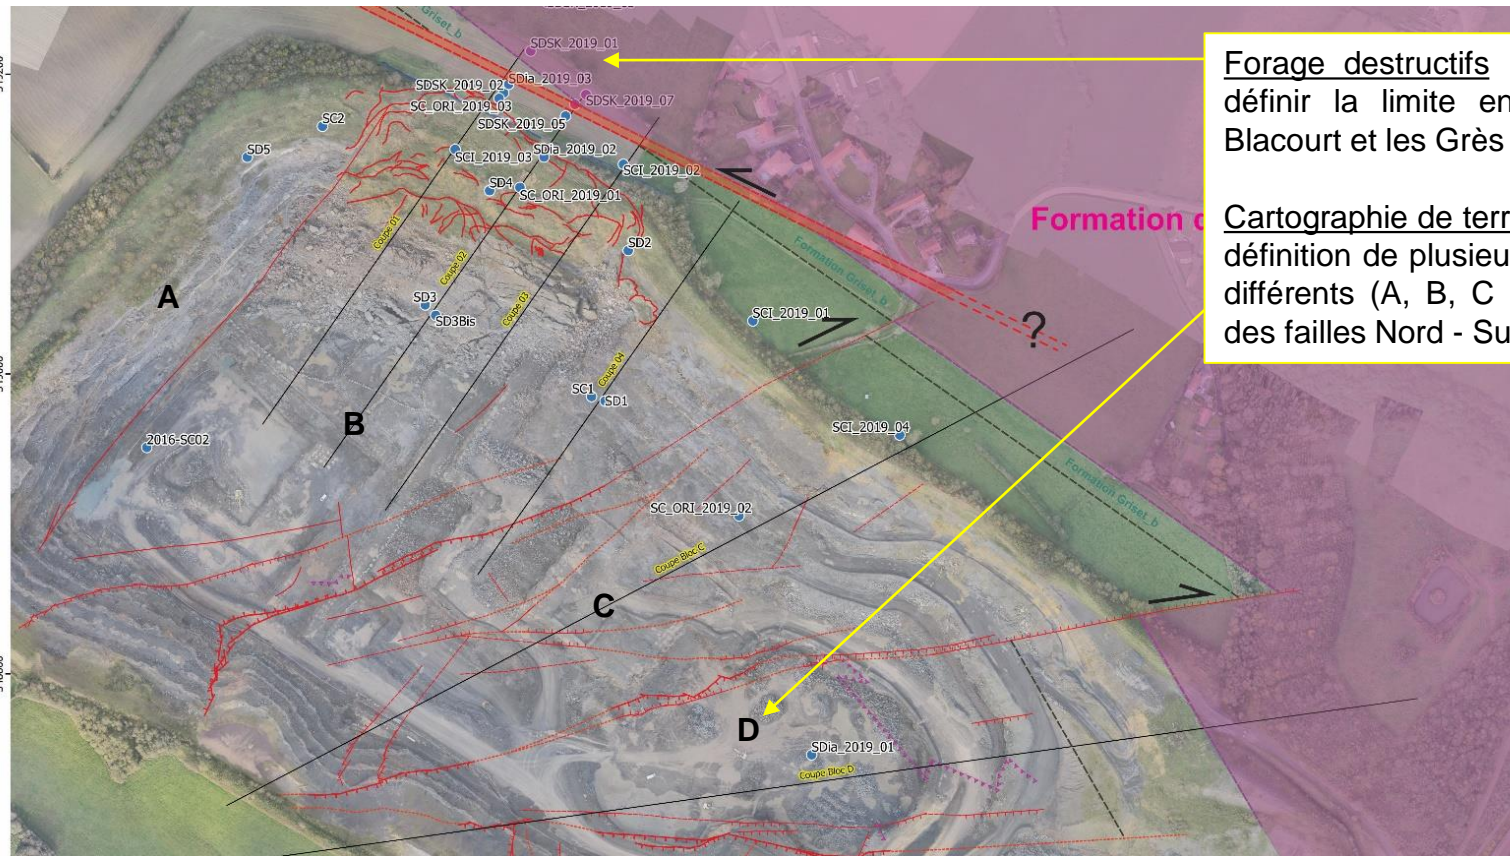 Griset_b
SDSK_2019_01
SDia_2019_03
SDSK_2019_02
SC_ORI_2019_03
SDSK_2019_07
SDSK_2019_05
SC2
SD5
SCI_2019_03
SDia_2019_02
SCI_2019_02
SD4
SC_ORI_2019_01
SD2
Coupe 01
Coupe 02
Coupe 03
Coupe 04
A
SD3
SD3Bis
SCI_2019_01
Formation Griset_b
Formation d
?
Forage destructifs
définir la limite en
Blacourt et les Grès
Cartographie de terr
définition de plusieu
différents (A, B, C
des failles Nord - Su
SC1
SD1
B
2016-SC02
SCI_2019_04
Formation Griset_b
SC_ORI_2019_02
Coupe Bloc C
C
D
SDia_2019_01
Coupe Bloc D